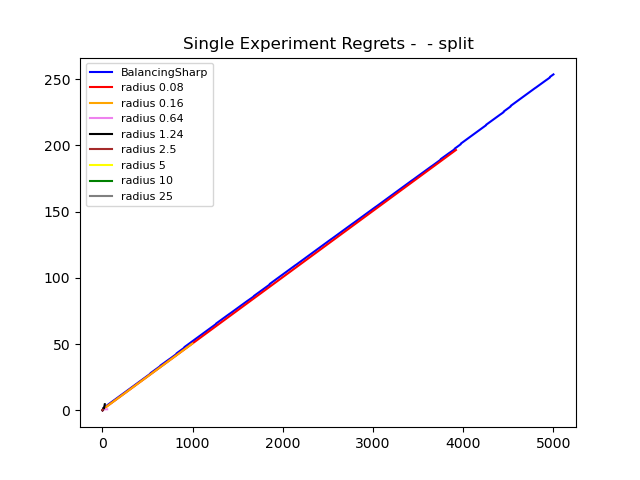 Single Experiment Regrets -  - split
BalancingSharp
radius 0.08
radius 0.16
radius 0.64
radius 1.24
radius 2.5
radius 5
radius 10
radius 25
250
200
150
100
50
0
0 1000 2000 3000 4000 5000